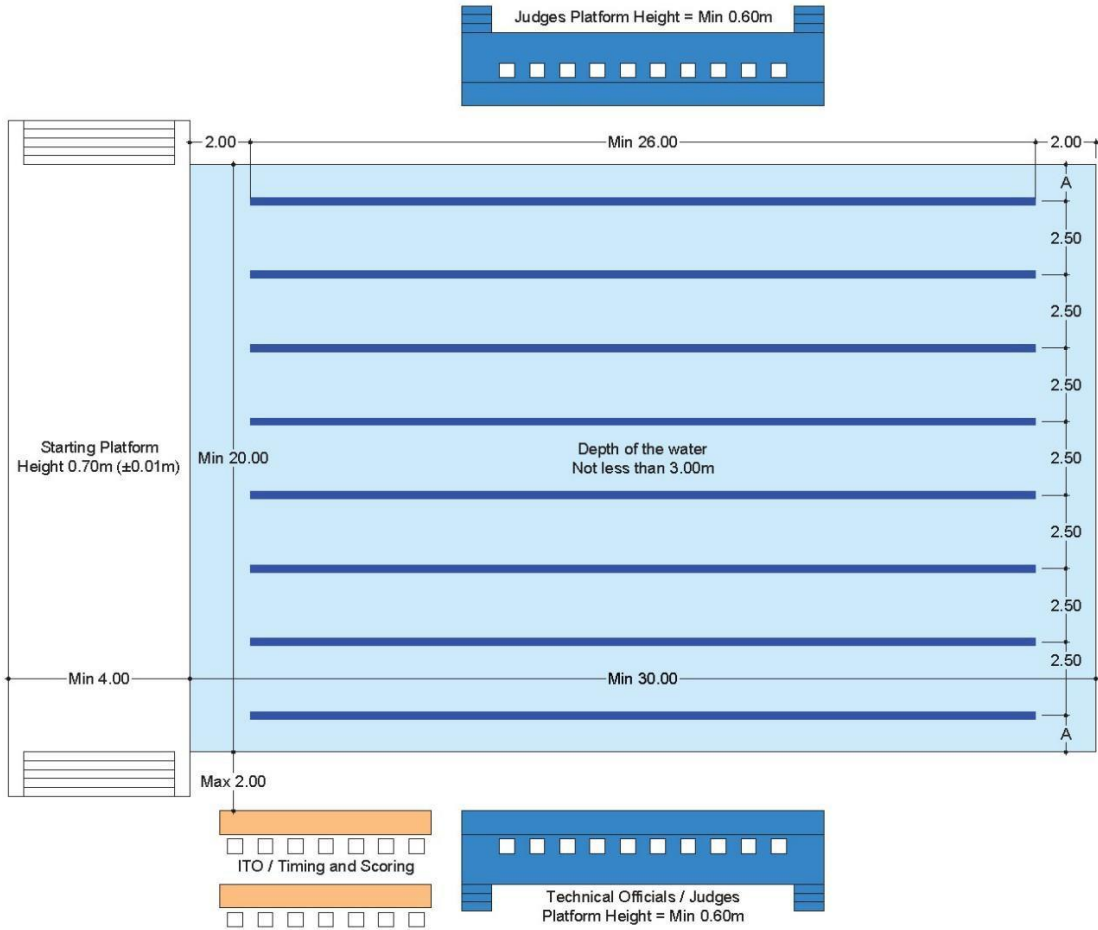 Judges Platform Height = Min 0.60m
2.00
Min 26.00
2.00
A
2.50
2.50
2.50
Starting Platform
Height 0.70m (±0.01m)
Min 20.00
Depth of the water
Not less than 3.00m
2.50
2.50
2.50
2.50
Min 4.00
Min 30.00
A
Max 2.00
ITO / Timing and Scoring
Technical Officials / Judges
Platform Height = Min 0.60m